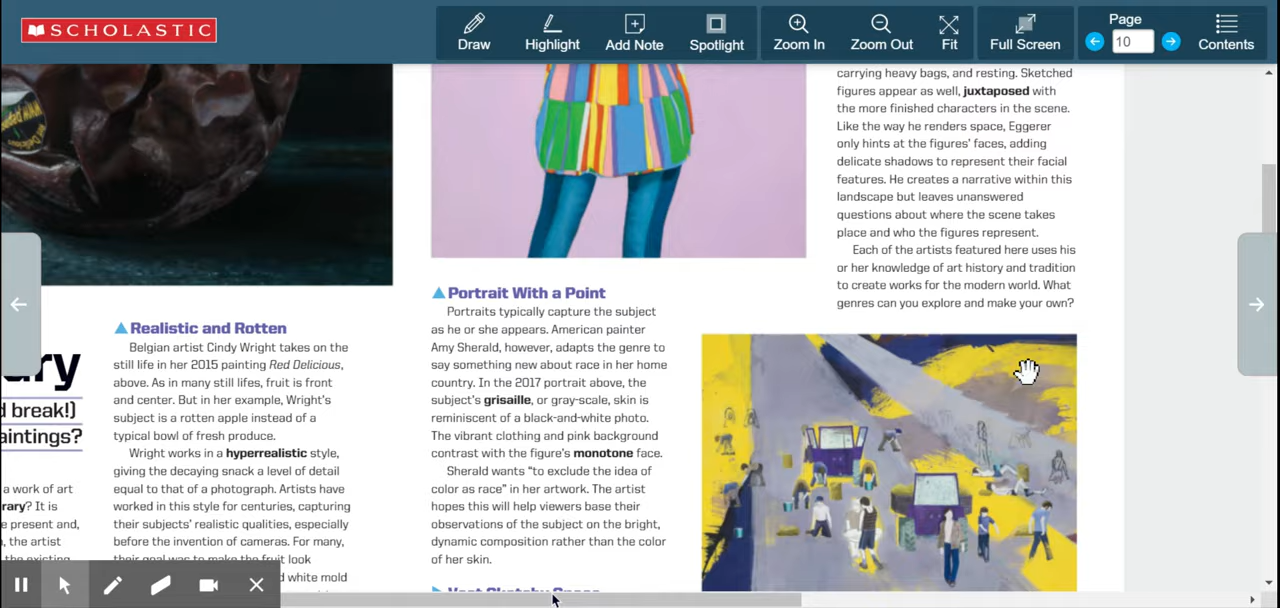 SCHOLASTIC
Draw
Highlight
Add Note
Spotlight
Zoom In
Zoom Out
Fit
Full Screen
Page
10
Contents
ry
d break!)
aintings?
a work of art
rary? It is
e present and,
, the artist
the existing
Realistic and Rotten
Belgian artist Cindy Wright takes on the
still life in her 2015 painting Red Delicious,
above. As in many still lifes, fruit is front
and center. But in her example, Wright's
subject is a rotten apple instead of a
typical bowl of fresh produce.
Wright works in a hyperrealistic style,
giving the decaying snack a level of detail
equal to that of a photograph. Artists have
worked in this style for centuries, capturing
their subjects' realistic qualities, especially
before the invention of cameras. For many,
their goal was to make the fruit look
d white mold
Portrait With a Point
Portraits typically capture the subject
as he or she appears. American painter
Amy Sherald, however, adapts the genre to
say something new about race in her home
country. In the 2017 portrait above, the
subject's grisaille, or gray-scale, skin is
reminiscent of a black-and-white photo.
The vibrant clothing and pink background
contrast with the figure's monotone face.
Sherald wants "to exclude the idea of
color as race" in her artwork. The artist
hopes this will help viewers base their
observations of the subject on the bright,
dynamic composition rather than the color
of her skin.
carrying heavy bags, and resting. Sketched
figures appear as well, juxtaposed with
the more finished characters in the scene.
Like the way he renders space, Eggerer
only hints at the figures' faces, adding
delicate shadows to represent their facial
features. He creates a narrative within this
landscape but leaves unanswered
questions about where the scene takes
place and who the figures represent.
Each of the artists featured here uses his
or her knowledge of art history and tradition
to create works for the modern world. What
genres can you explore and make your own?